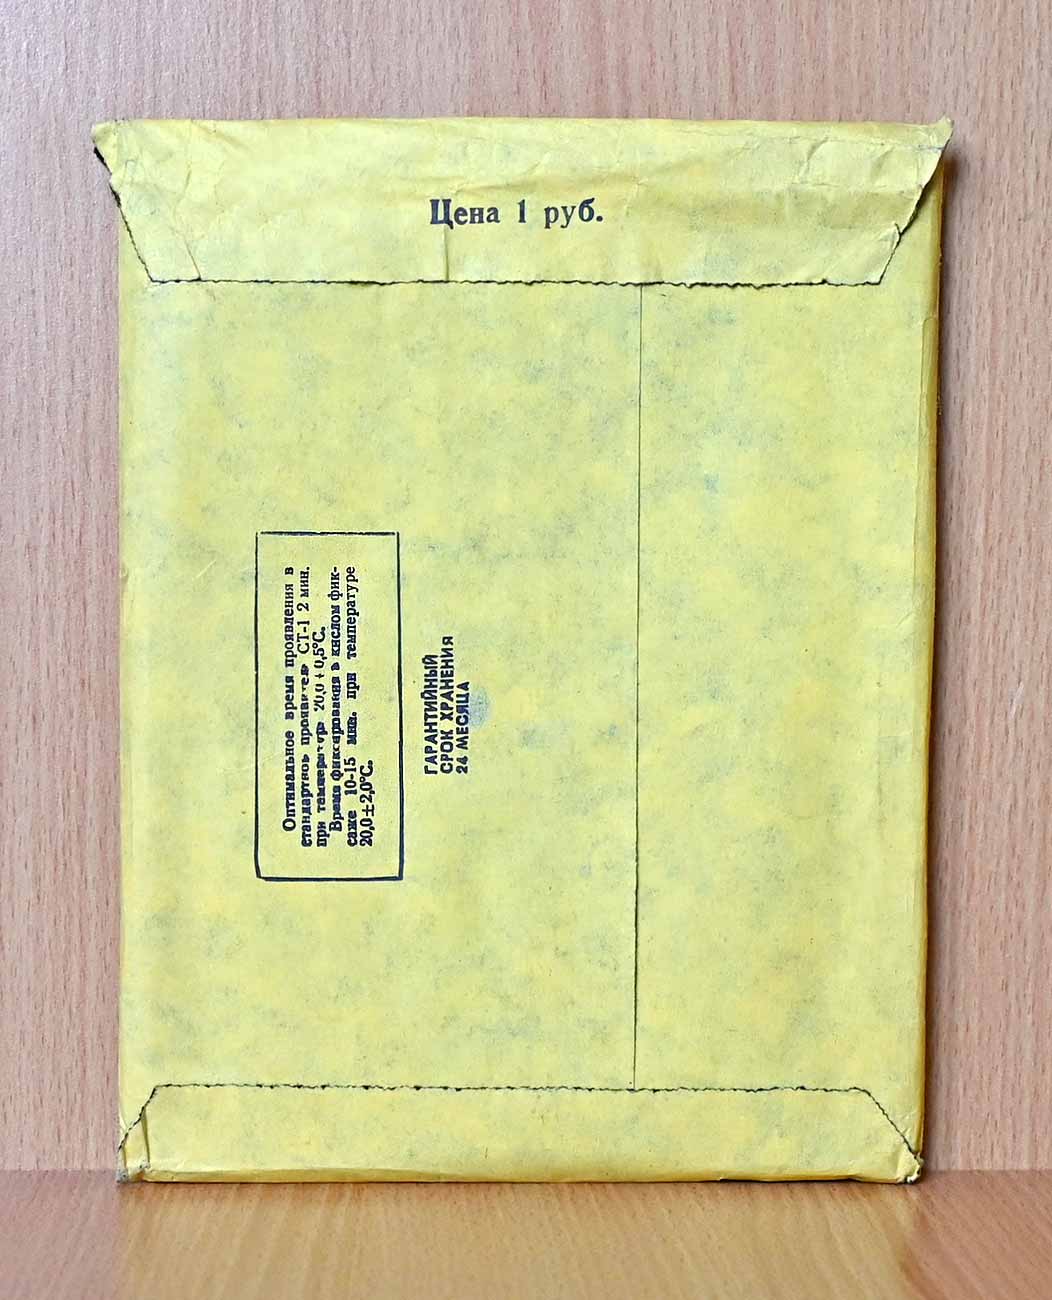 Цена 1 руб.
Оптимальное время проявления в
стандартном проявителе СТ-1 2 мин.
при температуре 20,0±0,5°С.
Время фиксирования в кислом фик-
саже 10-15 мин. при температуре
20,0±2,0°С.
ГАРАНТИЙНЫЙ
СРОК ХРАНЕНИЯ
24 МЕСЯЦА